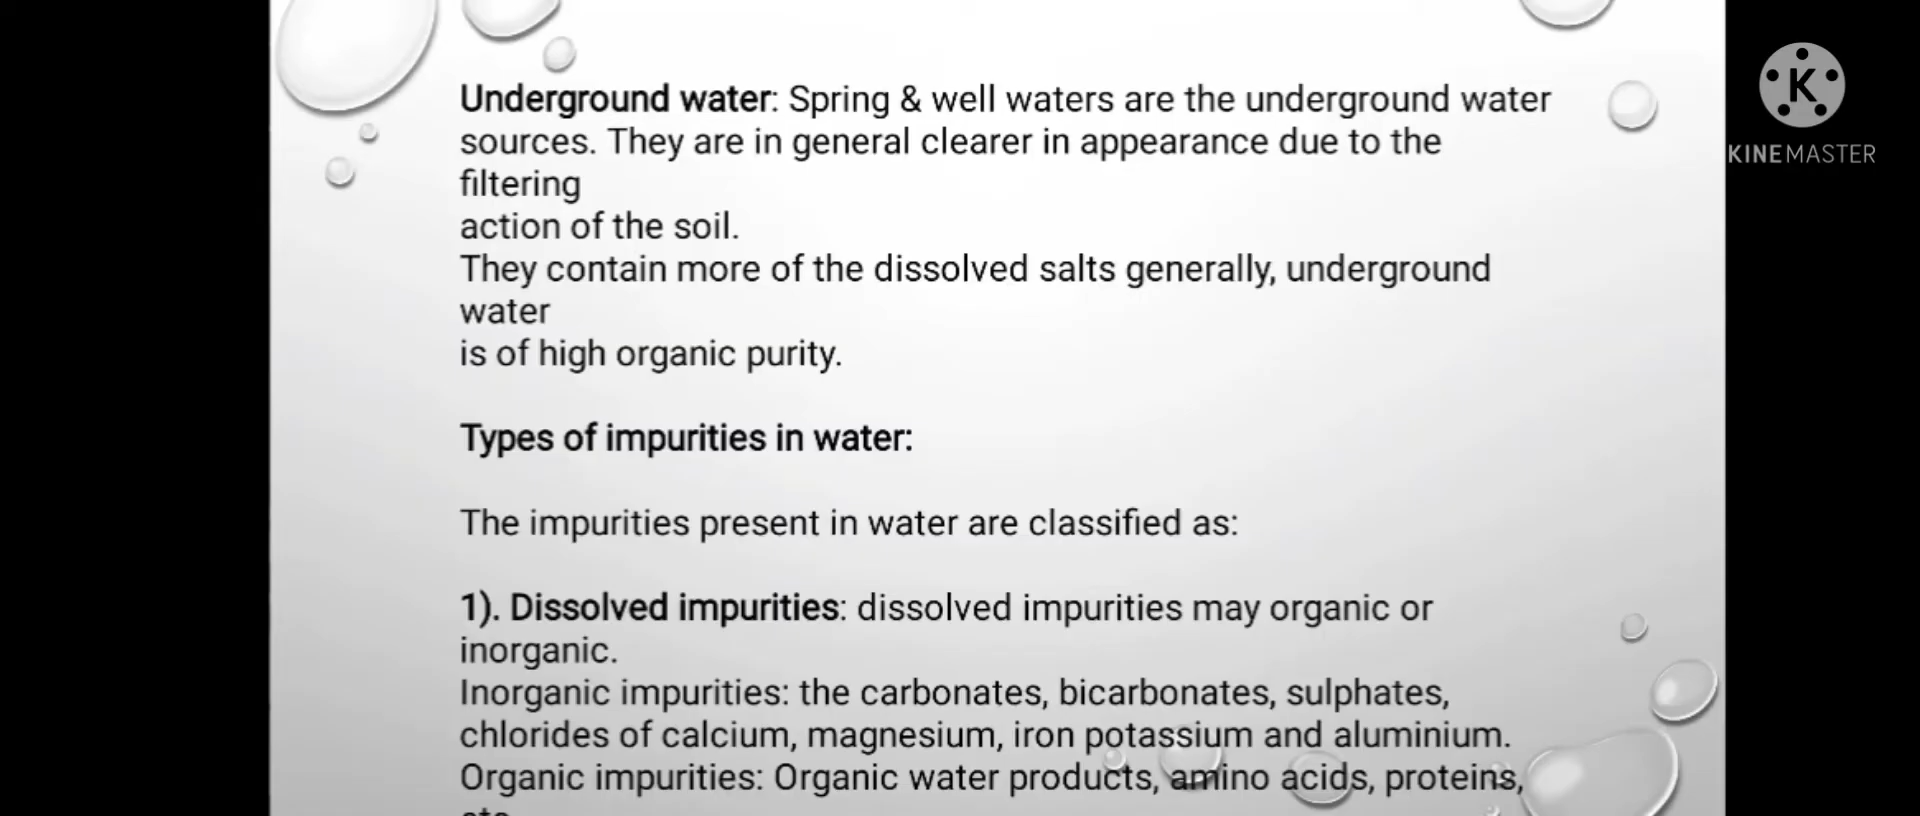 Underground water: Spring & well waters are the underground water
sources. They are in general clearer in appearance due to the
filtering
action of the soil.
They contain more of the dissolved salts generally, underground
water
is of high organic purity.
Types of impurities in water:
The impurities present in water are classified as:
1). Dissolved impurities: dissolved impurities may organic or
inorganic.
Inorganic impurities: the carbonates, bicarbonates, sulphates,
chlorides of calcium, magnesium, iron potassium and aluminium.
Organic impurities: Organic water products, amino acids, proteins,
K
KINEMASTER